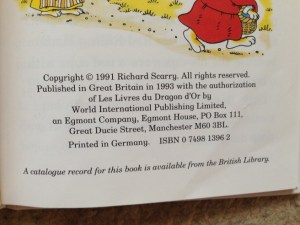 Copyright © 1991 Richard Scarry. All rights reserved.
Published in Great Britain in 1993 with the authorization
of Les Livres du Dragon d'Or by
World International Publishing Limited,
an Egmont Company, Egmont House, PO Box 111,
Great Ducie Street, Manchester M60 3BL.
Printed in Germany. ISBN 0 7498 1396 2
A catalogue record for this book is available from the British Library.